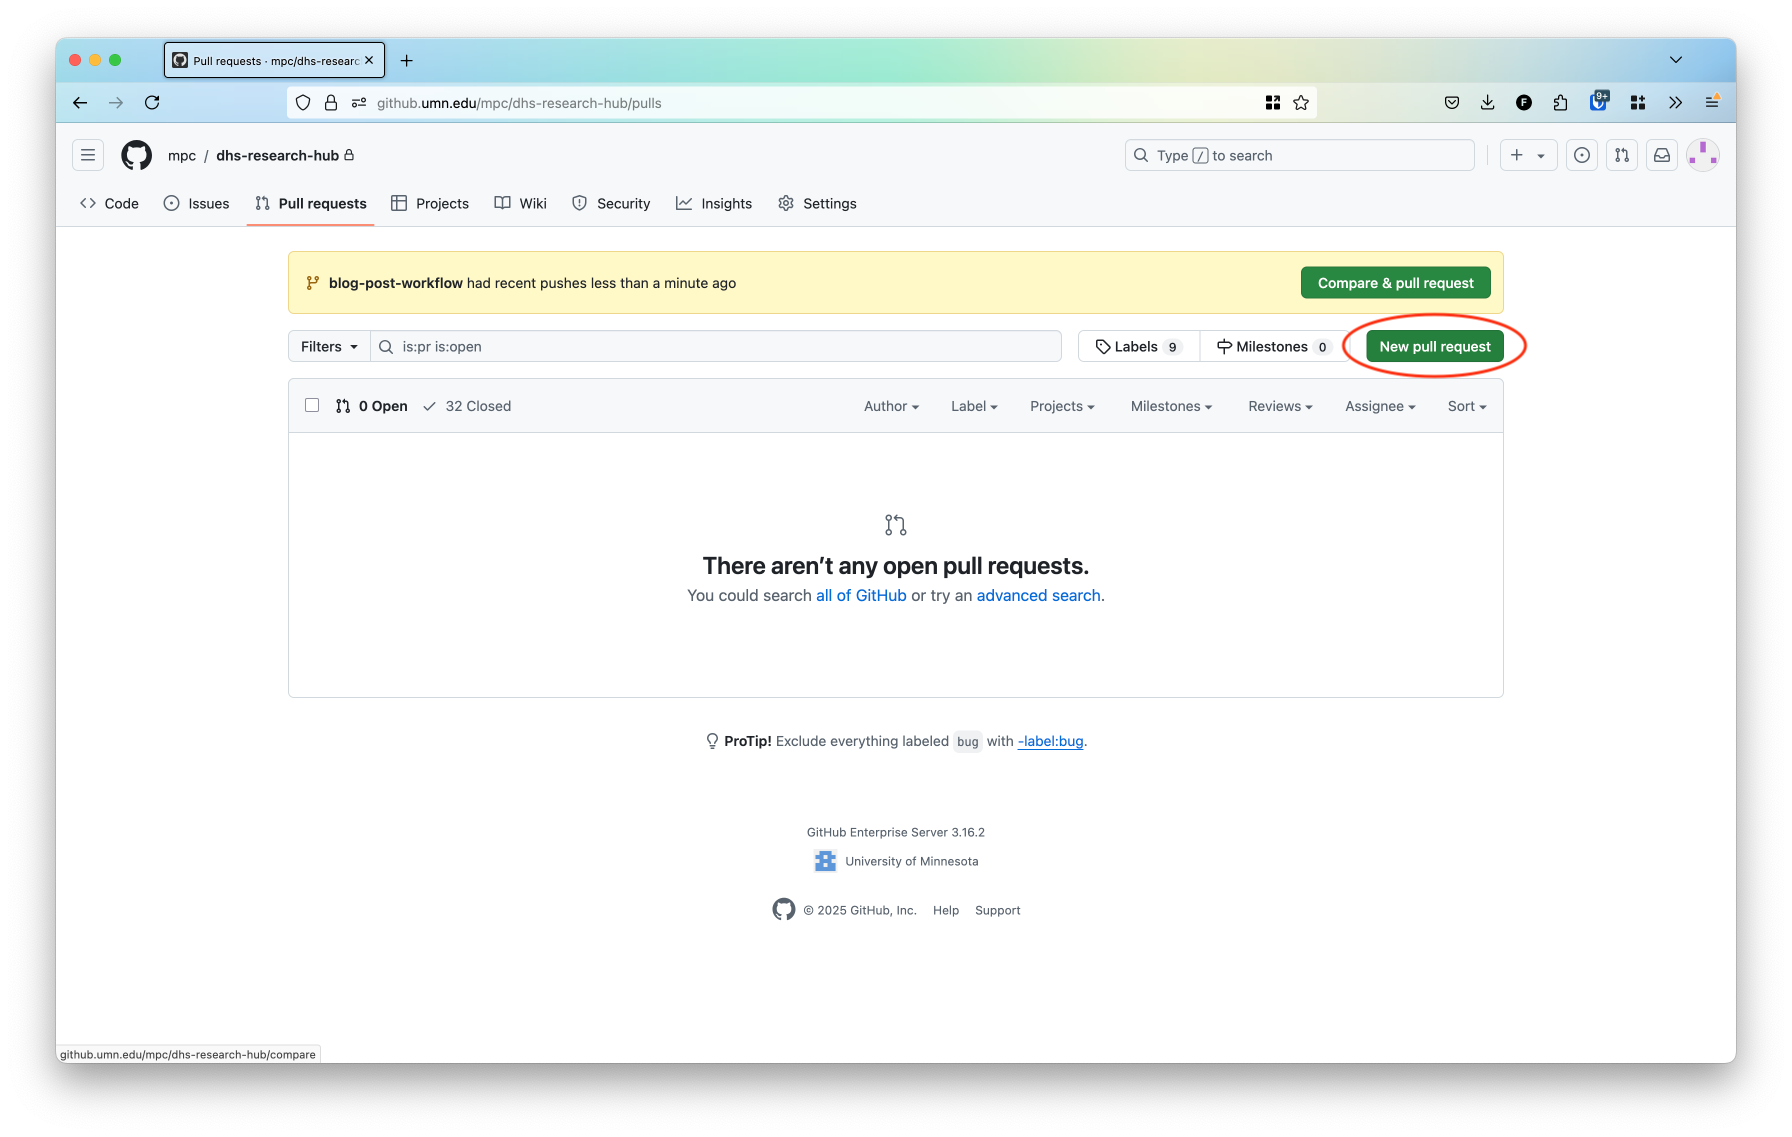 Pull requests · mpc/dhs-researc
github.umn.edu/mpc/dhs-research-hub/pulls
F
9+
mpc / dhs-research-hub
Type / to search
Code Issues Pull requests Projects Wiki Security Insights Settings
blog-post-workflow had recent pushes less than a minute ago
Compare & pull request
Filters
is:pr is:open
Labels 9
Milestones 0
New pull request
0 Open 32 Closed Author Label Projects Milestones Reviews Assignee Sort
There aren’t any open pull requests.
You could search all of GitHub or try an advanced search.
ProTip! Exclude everything labeled bug with -label:bug.
GitHub Enterprise Server 3.16.2
University of Minnesota
© 2025 GitHub, Inc. Help Support
github.umn.edu/mpc/dhs-research-hub/compare